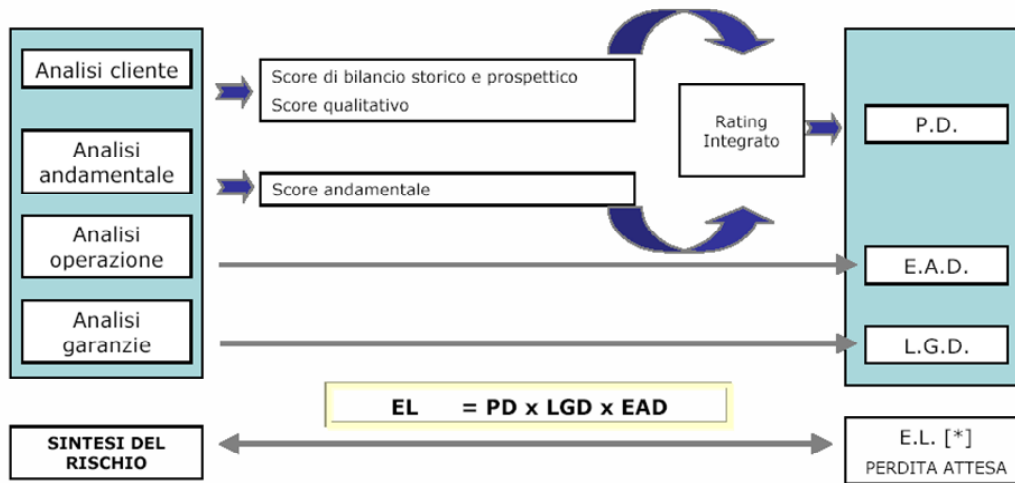 Analisi cliente
Analisi
andamentale
Analisi
operazione
Analisi
garanzie
Score di bilancio storico e prospettico
Score qualitativo
Score andamentale
Rating
Integrato
P.D.
E.A.D.
L.G.D.
EL = PD x LGD x EAD
SINTESI DEL
RISCHIO
E.L. [*]
PERDITA ATTESA